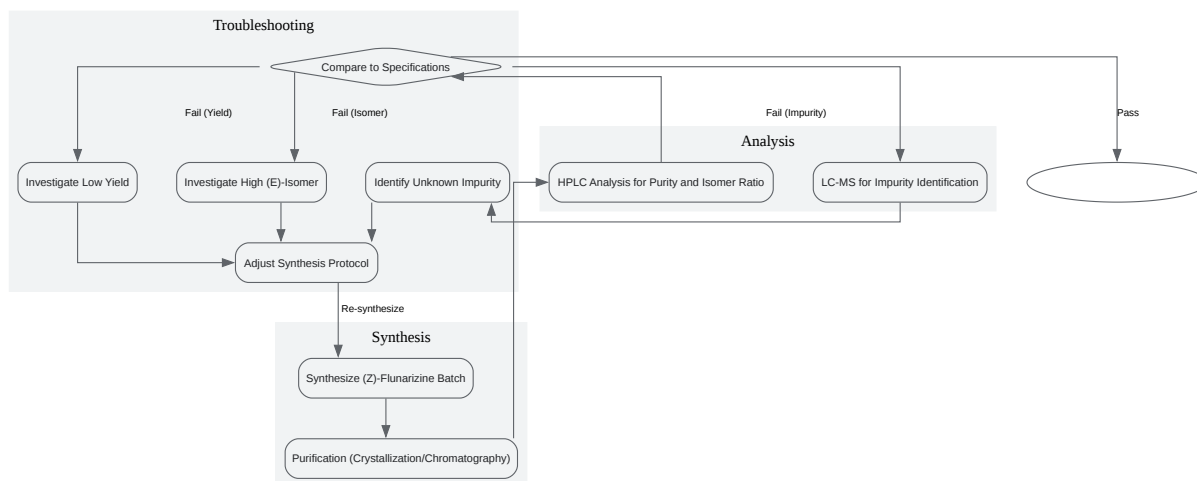 Troubleshooting
Compare to Specifications
Fail (Yield)
Fail (Isomer)
Fail (Impurity)
Pass
Analysis
Investigate Low Yield
Investigate High (E)-Isomer
Identify Unknown Impurity
HPLC Analysis for Purity and Isomer Ratio
LC-MS for Impurity Identification
Adjust Synthesis Protocol
Re-synthesize
Synthesis
Synthesize (Z)-Flunarizine Batch
Purification (Crystallization/Chromatography)